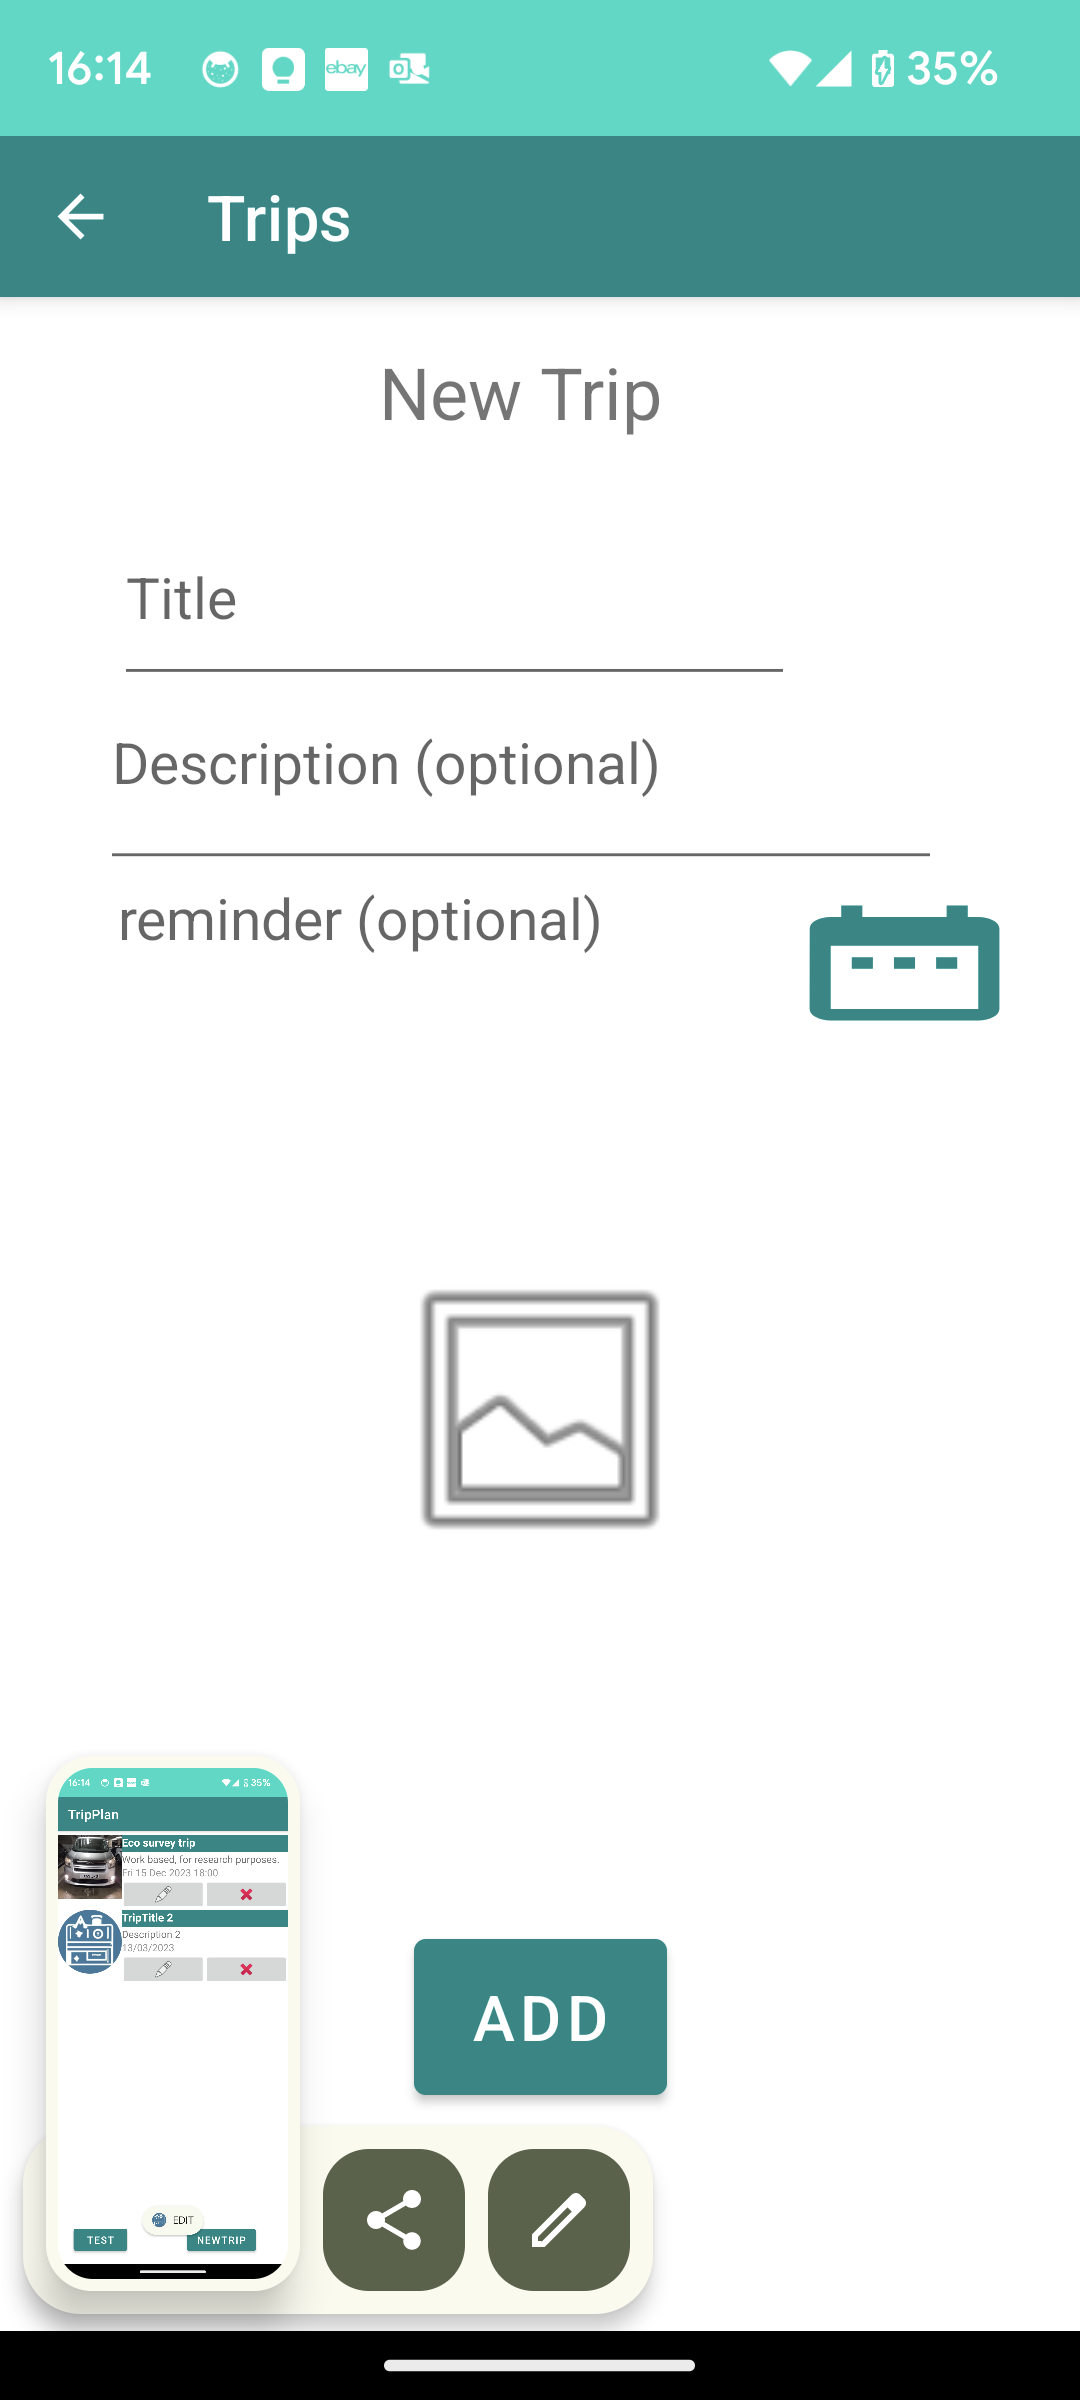 16:14 ebay 35%
Trips
New Trip
Title
Description (optional)
reminder (optional)
16:14 35%
TripPlan
Eco survey trip
Work based, for research purposes.
Fri 15 Dec 2023 18:00
TripTitle 2
Description 2
13/03/2023
ADD
EDIT
TEST NEWTRIP